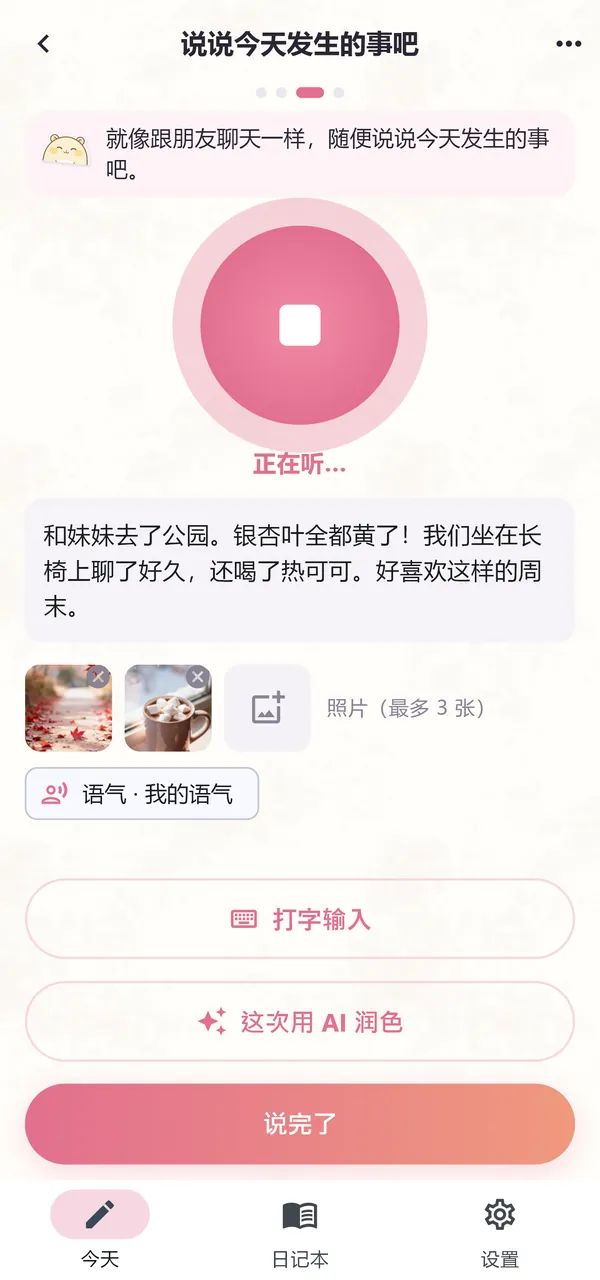 说说今天发生的事吧
就像跟朋友聊天一样，随便说说今天发生的事
吧。
正在听...
和妹妹去了公园。银杏叶全都黄了！我们坐在长
椅上聊了好久，还喝了热可可。好喜欢这样的周
末。
照片（最多 3 张）
语气 · 我的语气
打字输入
这次用 AI 润色
说完了
今天
日记本
设置